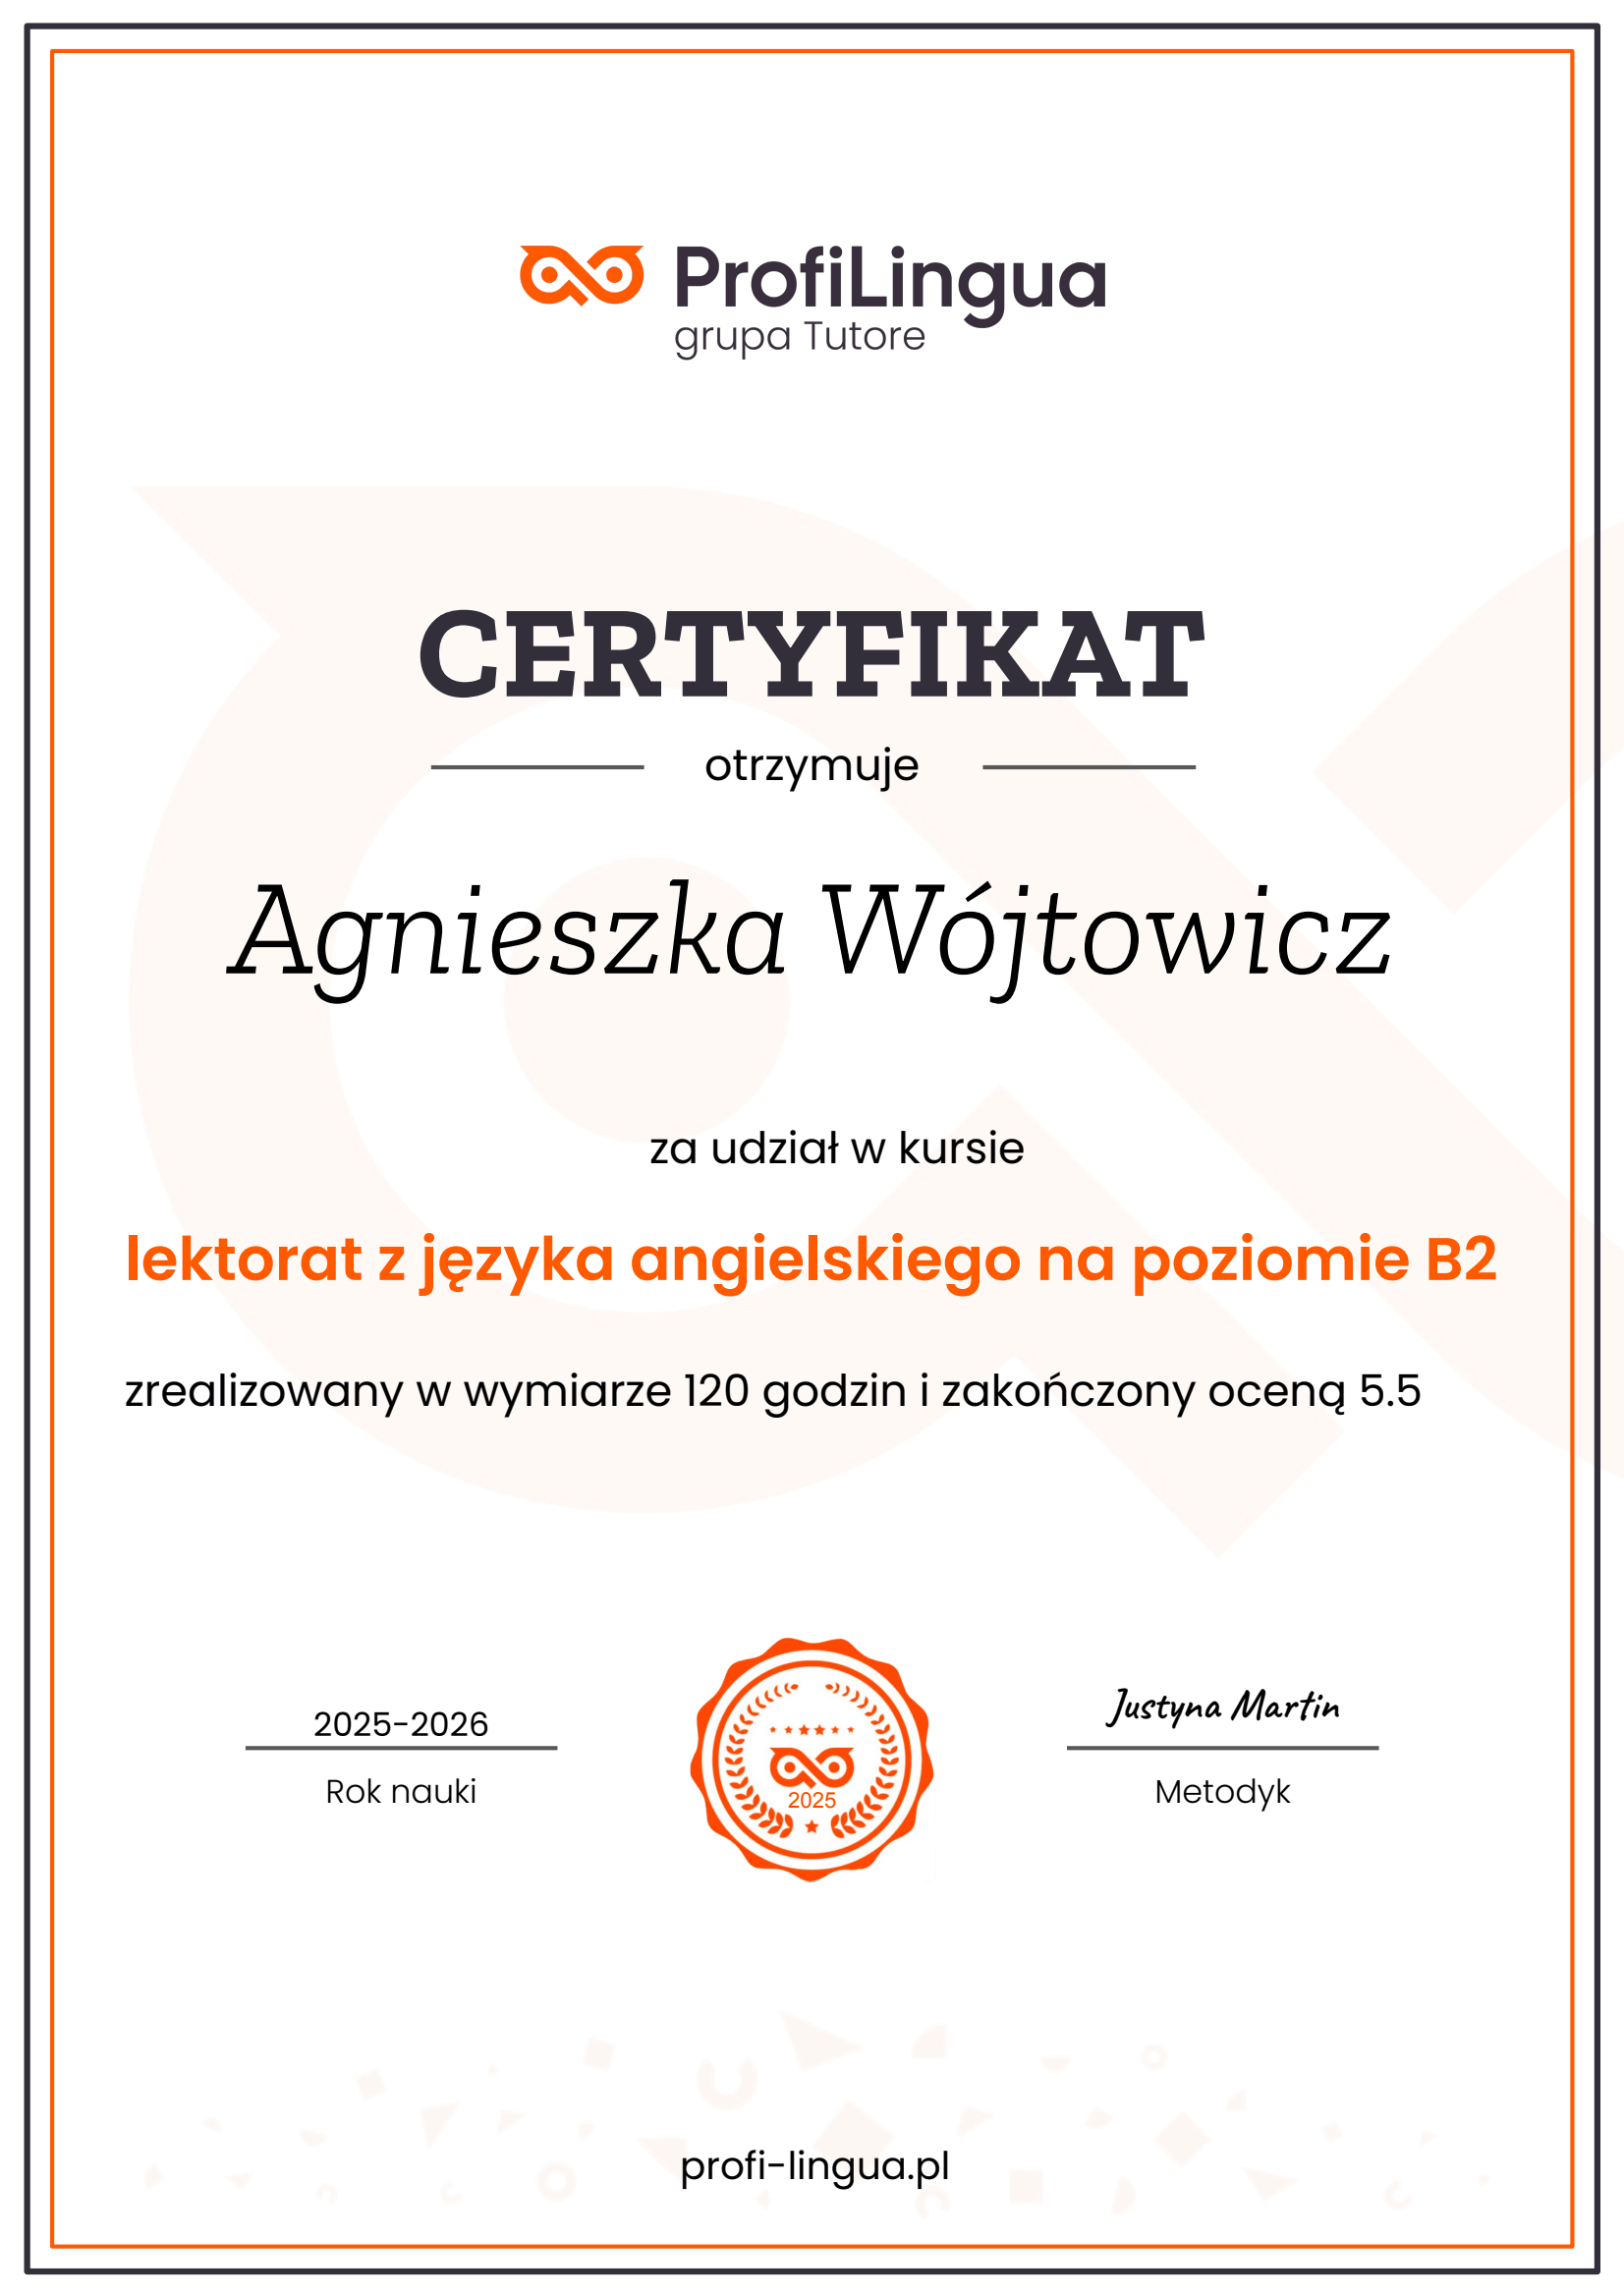 ProfiLingua
grupa Tutore
CERTYFIKAT
otrzymuje
Agnieszka Wójtowicz
za udział w kursie
lektorat z języka angielskiego na poziomie B2
zrealizowany w wymiarze 120 godzin i zakończony oceną 5.5
2025-2026
Rok nauki
2025
Justyna Martin
Metodyk
profi-lingua.pl